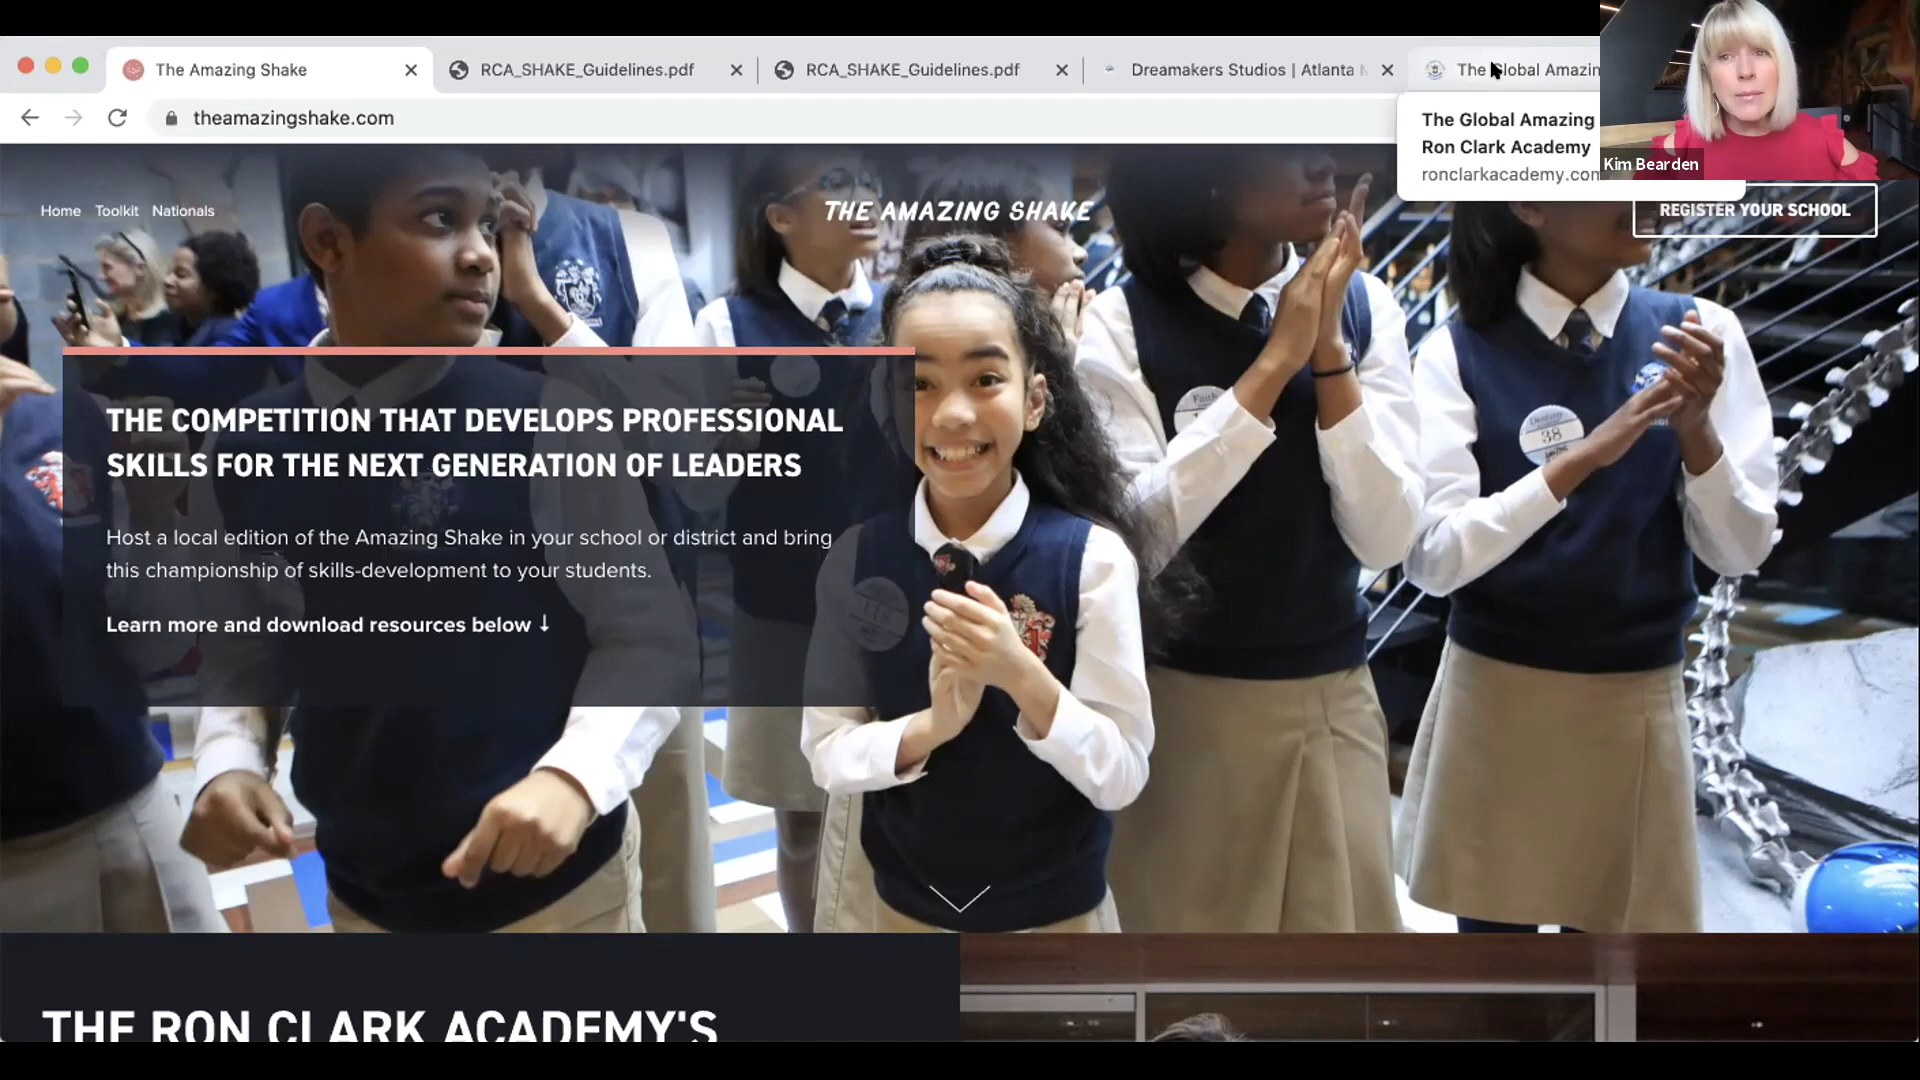 The Amazing Shake
RCA_SHAKE_Guidelines.pdf
RCA_SHAKE_Guidelines.pdf
Dreamakers Studios | Atlanta
The Global Amazin
theamazingshake.com
The Global Amazing
Ron Clark Academy
ronclarkacademy.com
Kim Bearden
Home Toolkit Nationals
THE AMAZING SHAKE
REGISTER YOUR SCHOOL
THE COMPETITION THAT DEVELOPS PROFESSIONAL
SKILLS FOR THE NEXT GENERATION OF LEADERS
Host a local edition of the Amazing Shake in your school or district and bring
this championship of skills-development to your students.
Learn more and download resources below ↓
Faith
38
THE RON CLARK ACADEMY'S